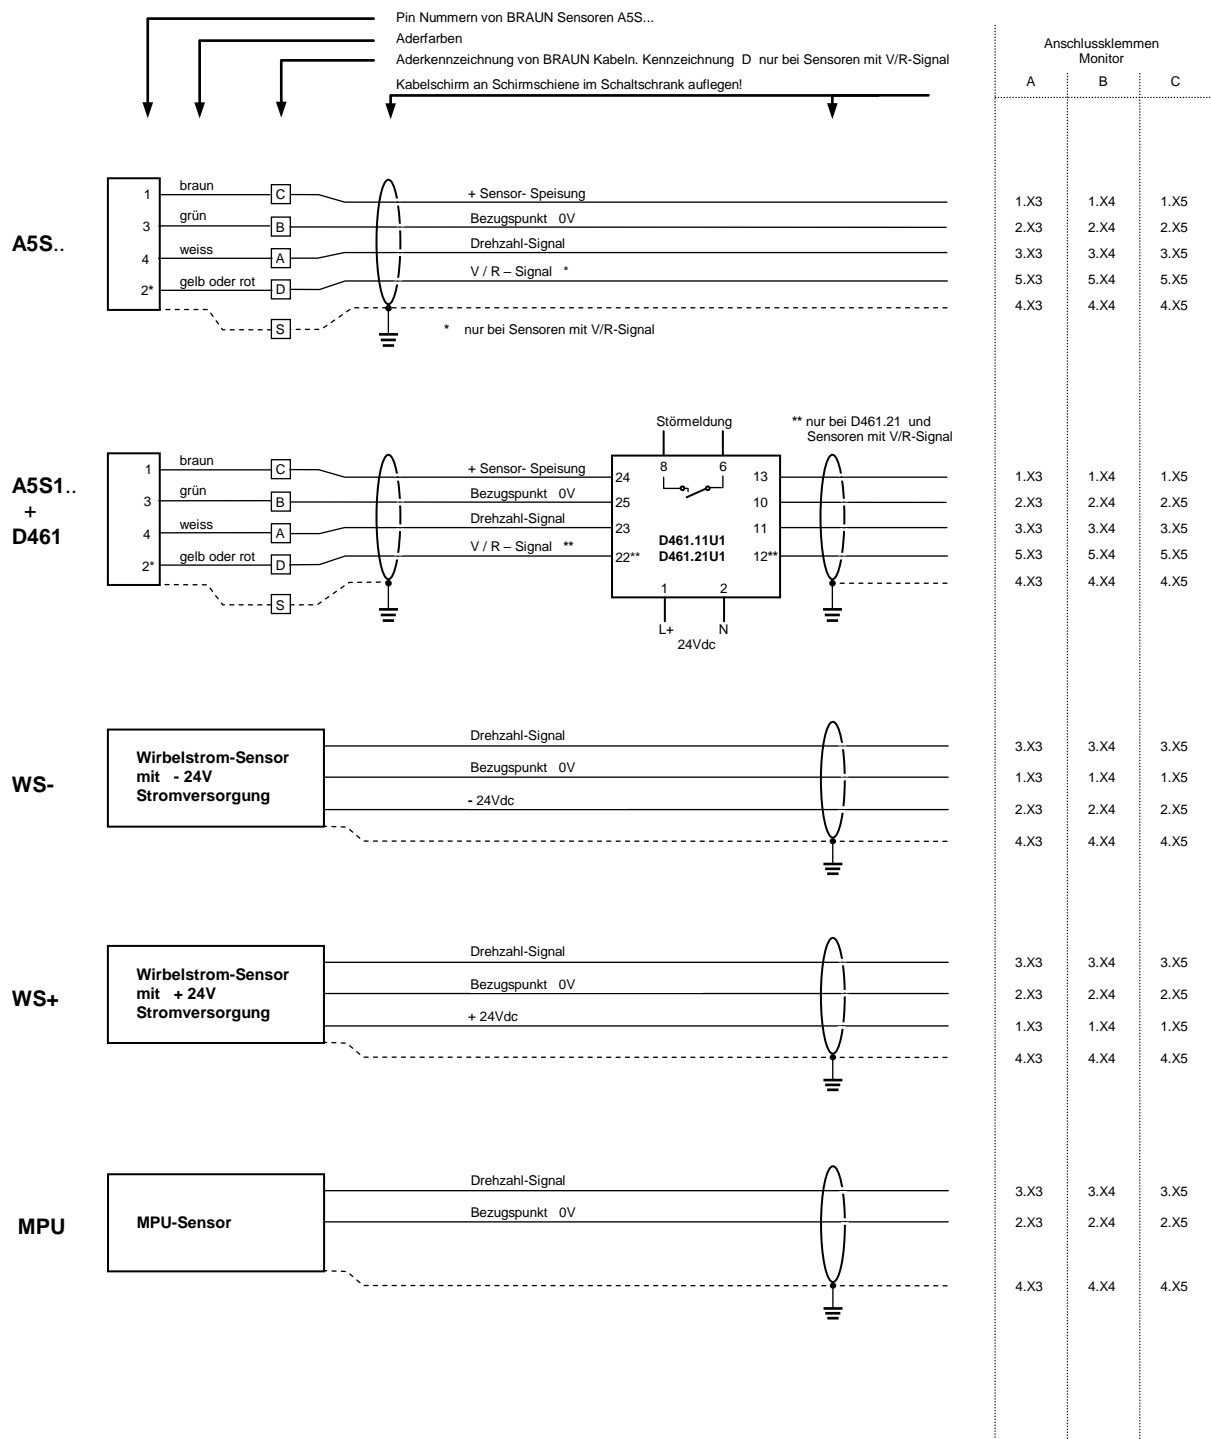 Pin Nummern von BRAUN Sensoren A5S...
Aderfarben
Aderkennzeichnung von BRAUN Kabeln. Kennzeichnung D nur bei Sensoren mit V/R-Signal
Kabelschirm an Schirmschiene im Schaltschrank auflegen!
Anschlussklemmen
Monitor
A B C
A5S..
1 braun C + Sensor- Speisung 1.X3 1.X4 1.X5
3 grün B Bezugspunkt 0V 2.X3 2.X4 2.X5
4 weiss A Drehzahl-Signal 3.X3 3.X4 3.X5
2* gelb oder rot D V / R – Signal * 5.X3 5.X4 5.X5
4.X3 4.X4 4.X5
S * nur bei Sensoren mit V/R-Signal
Störmeldung ** nur bei D461.21 und
Sensoren mit V/R-Signal
A5S1..
+
D461
8 6
1 braun C + Sensor- Speisung 24 13 1.X3 1.X4 1.X5
3 grün B Bezugspunkt 0V 25 10 2.X3 2.X4 2.X5
4 weiss A Drehzahl-Signal 23 11 3.X3 3.X4 3.X5
D461.11U1
D461.21U1
2* gelb oder rot D V / R – Signal ** 22** 12** 5.X3 5.X4 5.X5
4.X3 4.X4 4.X5
1 2
S
L+ N
24Vdc
WS-
Wirbelstrom-Sensor
mit - 24V
Stromversorgung
Drehzahl-Signal 3.X3 3.X4 3.X5
Bezugspunkt 0V 1.X3 1.X4 1.X5
- 24Vdc 2.X3 2.X4 2.X5
4.X3 4.X4 4.X5
WS+
Wirbelstrom-Sensor
mit + 24V
Stromversorgung
Drehzahl-Signal 3.X3 3.X4 3.X5
Bezugspunkt 0V 2.X3 2.X4 2.X5
+ 24Vdc 1.X3 1.X4 1.X5
4.X3 4.X4 4.X5
MPU
MPU-Sensor
Drehzahl-Signal 3.X3 3.X4 3.X5
Bezugspunkt 0V 2.X3 2.X4 2.X5
4.X3 4.X4 4.X5